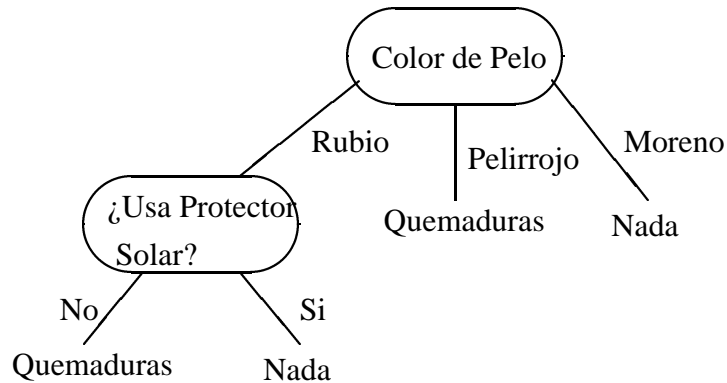 Color de Pelo
Rubio
Pelirrojo
Moreno
¿Usa Protector
Solar?
Quemaduras
Nada
No
Si
Quemaduras
Nada